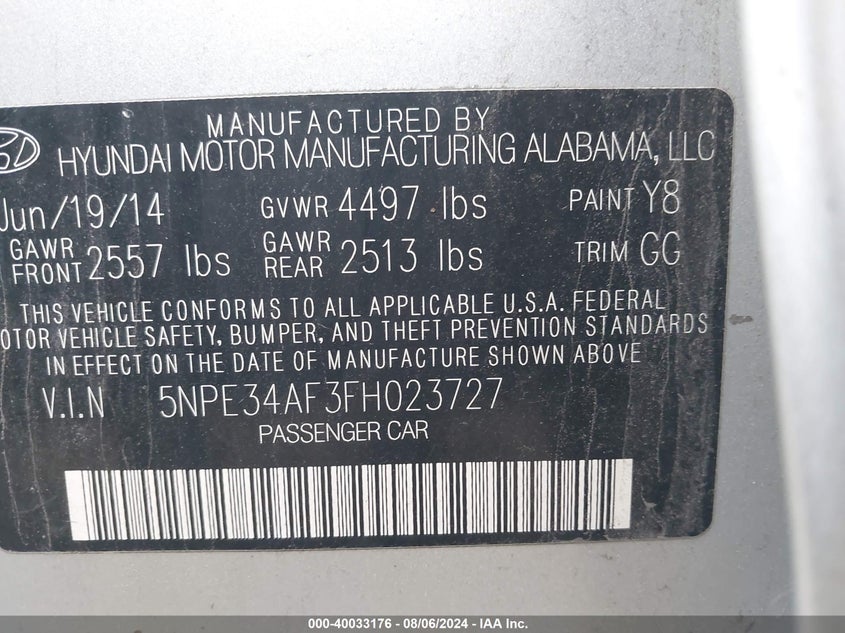 MANUFACTURED BY
HYUNDAI MOTOR MANUFACTURING ALABAMA, LLC
Jun/19/14 GVWR 4497 lbs PAINT Y8
GAWR FRONT 2557 lbs GAWR REAR 2513 lbs TRIM GG
THIS VEHICLE CONFORMS TO ALL APPLICABLE U.S.A. FEDERAL
OTOR VEHICLE SAFETY, BUMPER, AND THEFT PREVENTION STANDARDS
IN EFFECT ON THE DATE OF MANUFACTURE SHOWN ABOVE
V.I.N 5NPE34AF3FH023727
PASSENGER CAR
000-40033176 - 08/06/2024 - IAA Inc.